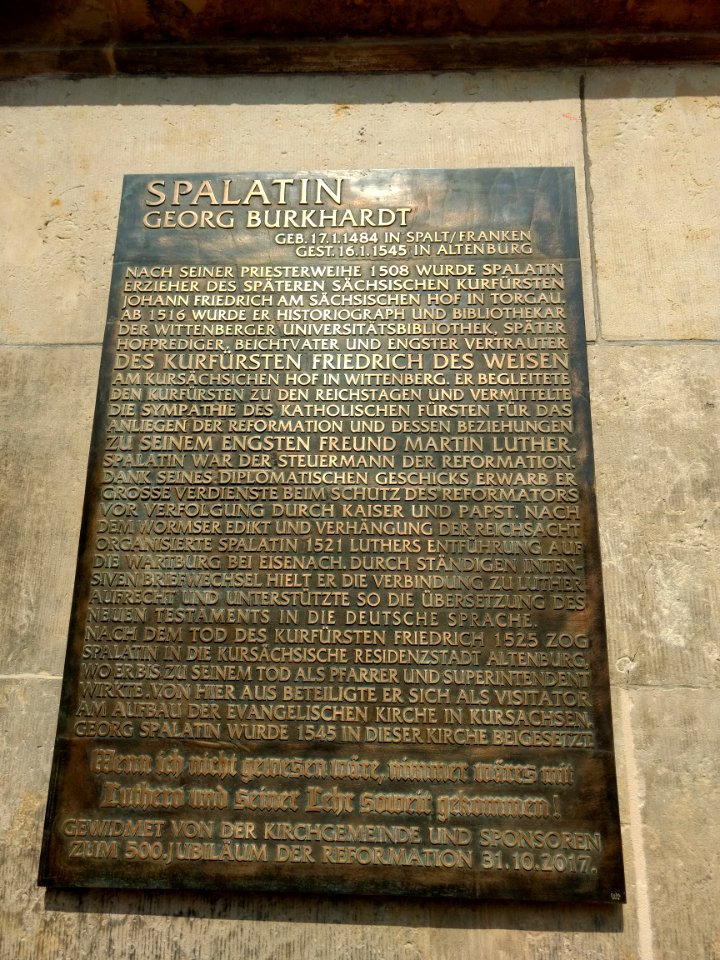 SPALATIN
GEORG BURKHARDT
GEB. 17.1.1484 IN SPALT/FRANKEN
GEST. 16.1.1545 IN ALTENBURG
NACH SEINER PRIESTERWEIHE 1508 WURDE SPALATIN
ERZIEHER DES SPÄTEREN SÄCHSISCHEN KURFÜRSTEN
JOHANN FRIEDRICH AM SÄCHSISCHEN HOF IN TORGAU.
AB 1516 WURDE ER HISTORIOGRAPH UND BIBLIOTHEKAR
DER WITTENBERGER UNIVERSITÄTSBIBLIOTHEK, SPÄTER
HOFPREDIGER, BEICHTVATER UND ENGSTER VERTRAUTER
DES KURFÜRSTEN FRIEDRICH DES WEISEN
AM KURSÄCHSICHEN HOF IN WITTENBERG. ER BEGLEITETE
DEN KURFÜRSTEN ZU DEN REICHSTAGEN UND VERMITTELTE
DIE SYMPATHIE DES KATHOLISCHEN FÜRSTEN FÜR DAS
ANLIEGEN DER REFORMATION UND DESSEN BEZIEHUNGEN
ZU SEINEM ENGSTEN FREUND MARTIN LUTHER.
SPALATIN WAR DER STEUERMANN DER REFORMATION.
DANK SEINES DIPLOMATISCHEN GESCHICKS ERWARB ER
GROSSE VERDIENSTE BEIM SCHUTZ DES REFORMATORS
VOR VERFOLGUNG DURCH KAISER UND PAPST. NACH
DEM WORMSER EDIKT UND VERHÄNGUNG DER REICHSACHT
ORGANISIERTE SPALATIN 1521 LUTHERS ENTFÜHRUNG AUF
DIE WARTBURG BEI EISENACH. DURCH STÄNDIGEN INTEN-
SIVEN BRIEFWECHSEL HIELT ER DIE VERBINDUNG ZU LUTHER
AUFRECHT UND UNTERSTÜTZTE SO DIE ÜBERSETZUNG DES
NEUEN TESTAMENTS IN DIE DEUTSCHE SPRACHE.
NACH DEM TOD DES KURFÜRSTEN FRIEDRICH 1525 ZOG
SPALATIN IN DIE KURSÄCHSISCHE RESIDENZSTADT ALTENBURG,
WO ER BIS ZU SEINEM TOD ALS PFARRER UND SUPERINTENDENT
WIRKTE. VON HIER AUS BETEILIGTE ER SICH ALS VISITATOR
AM AUFBAU DER EVANGELISCHEN KIRCHE IN KURSACHSEN.
GEORG SPALATIN WURDE 1545 IN DIESER KIRCHE BEIGESETZT.
Wenn ich nicht gewesen wäre, nimmer wäres mit
Luthero und seiner Lehr soweit gekommen!
GEWIDMET VON DER KIRCHGEMEINDE UND SPONSOREN
ZUM 500. JUBILÄUM DER REFORMATION 31.10.2017.